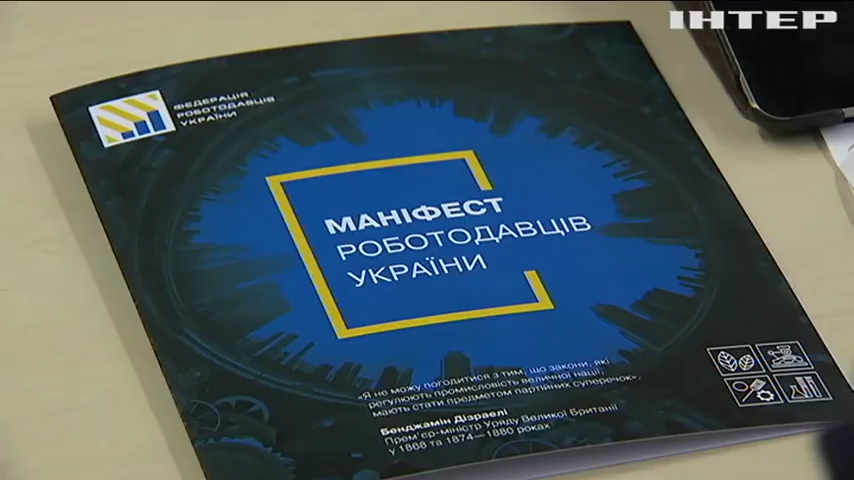 ІНТЕР
ФЕДЕРАЦІЯ
РОБОТОДАВЦІВ
УКРАЇНИ
МАНІФЕСТ
РОБОТОДАВЦІВ
УКРАЇНИ
«Я не можу погодитися з тим, що закони, які
регулюють промисловість величної нації,
мають стати предметом партійних суперечок»,
Бенджамін Дізраелі
Прем'єр-міністр Уряду Великої Британії
у 1868 та 1874—1880 роках